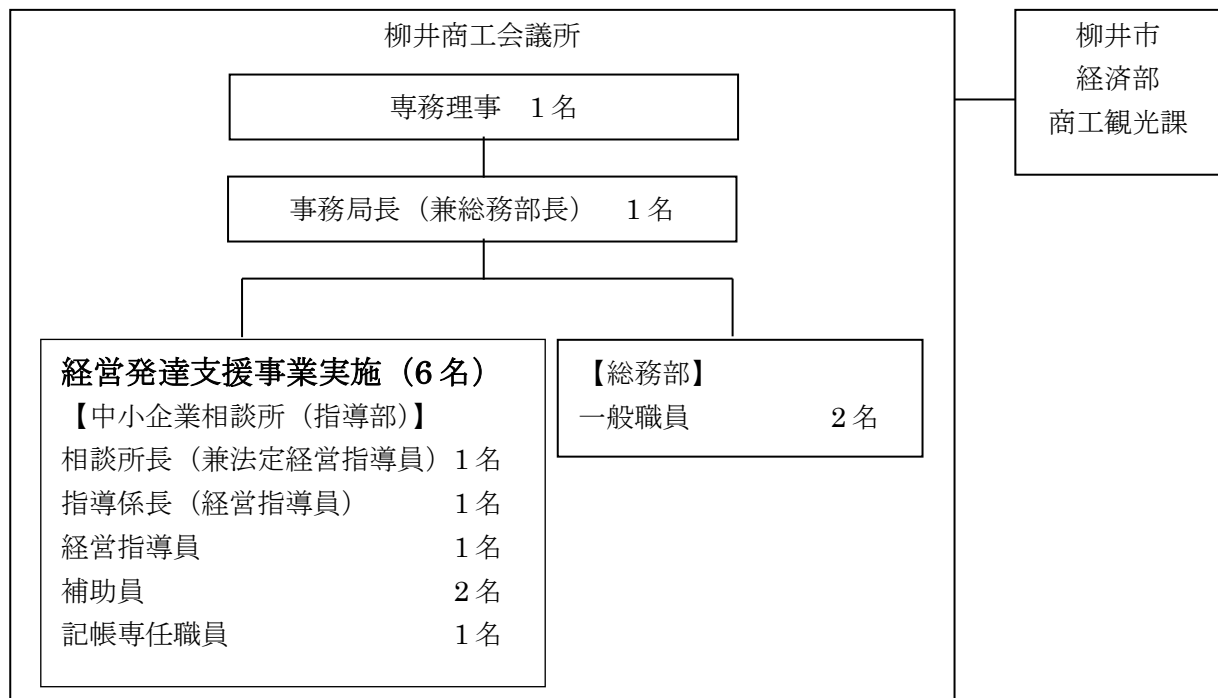 柳井商工会議所
専務理事　1名
事務局長（兼総務部長）　1名
経営発達支援事業実施（6名）
【中小企業相談所（指導部）】
相談所長（兼法定経営指導員）1名
指導係長（経営指導員）　1名
経営指導員　1名
補助員　2名
記帳専任職員　1名
【総務部】
一般職員　2名
柳井市
経済部
商工観光課